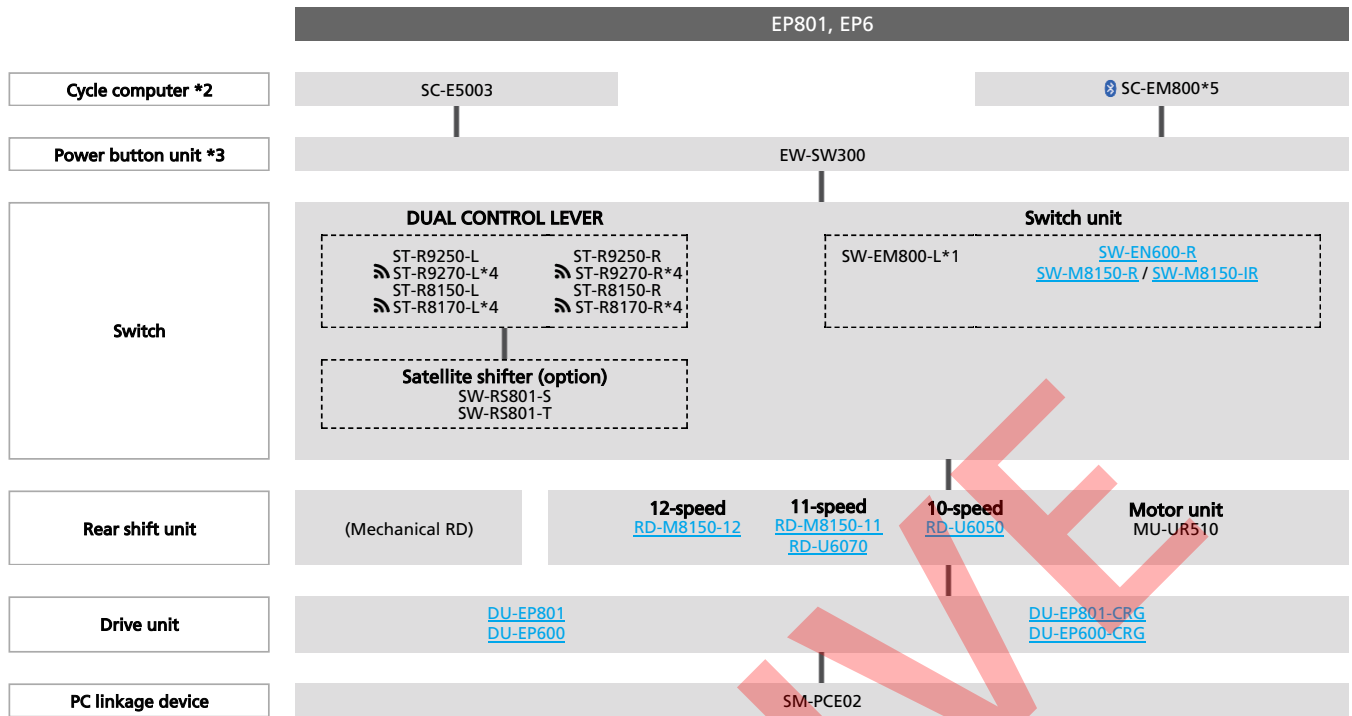 EP801, EP6
Cycle computer *2
SC-E5003
SC-EM800*5
Power button unit *3
EW-SW300
Switch
DUAL CONTROL LEVER
ST-R9250-L
ST-R9270-L*4
ST-R8150-L
ST-R8170-L*4
ST-R9250-R
ST-R9270-R*4
ST-R8150-R
ST-R8170-R*4
Satellite shifter (option)
SW-RS801-S
SW-RS801-T
Switch unit
SW-EM800-L*1
SW-EN600-R
SW-M8150-R / SW-M8150-IR
Rear shift unit
(Mechanical RD)
12-speed
RD-M8150-12
11-speed
RD-M8150-11
RD-U6070
10-speed
RD-U6050
Motor unit
MU-UR510
Drive unit
DU-EP801
DU-EP600
DU-EP801-CRG
DU-EP600-CRG
PC linkage device
SM-PCE02